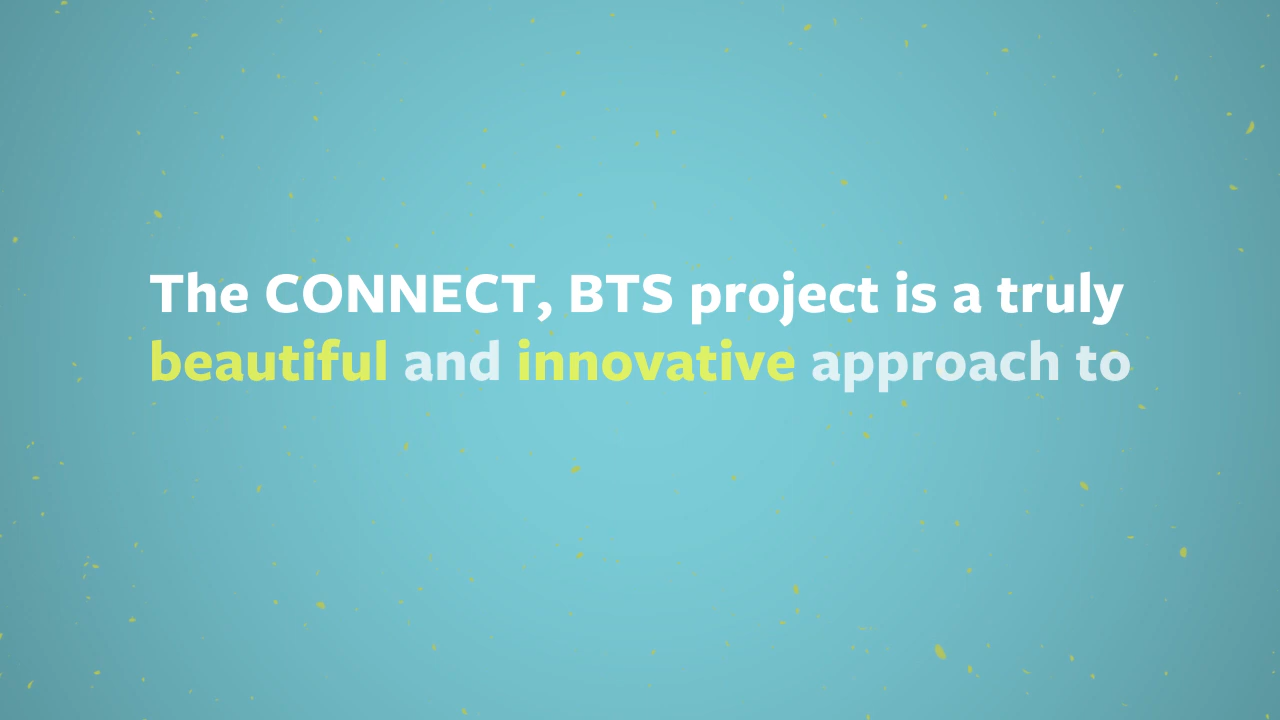 The CONNECT, BTS project is a truly
beautiful and innovative approach to